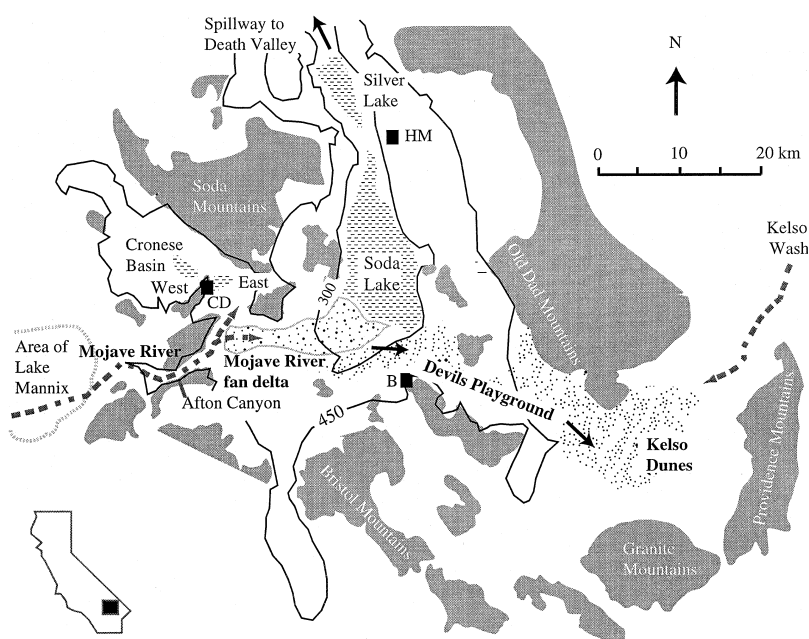 Spillway to
Death Valley
N
Silver
Lake
HM
0
10
20 km
Soda
Mountains
Kelso
Wash
Cronese
Basin
West
East
CD
Soda
Lake
300
Old Dad Mountains
Area of
Lake
Mannix
Mojave River
Mojave River
fan delta
Afton Canyon
B
Devils Playground
450
Kelso
Dunes
Bristol Mountains
Providence Mountains
Granite
Mountains